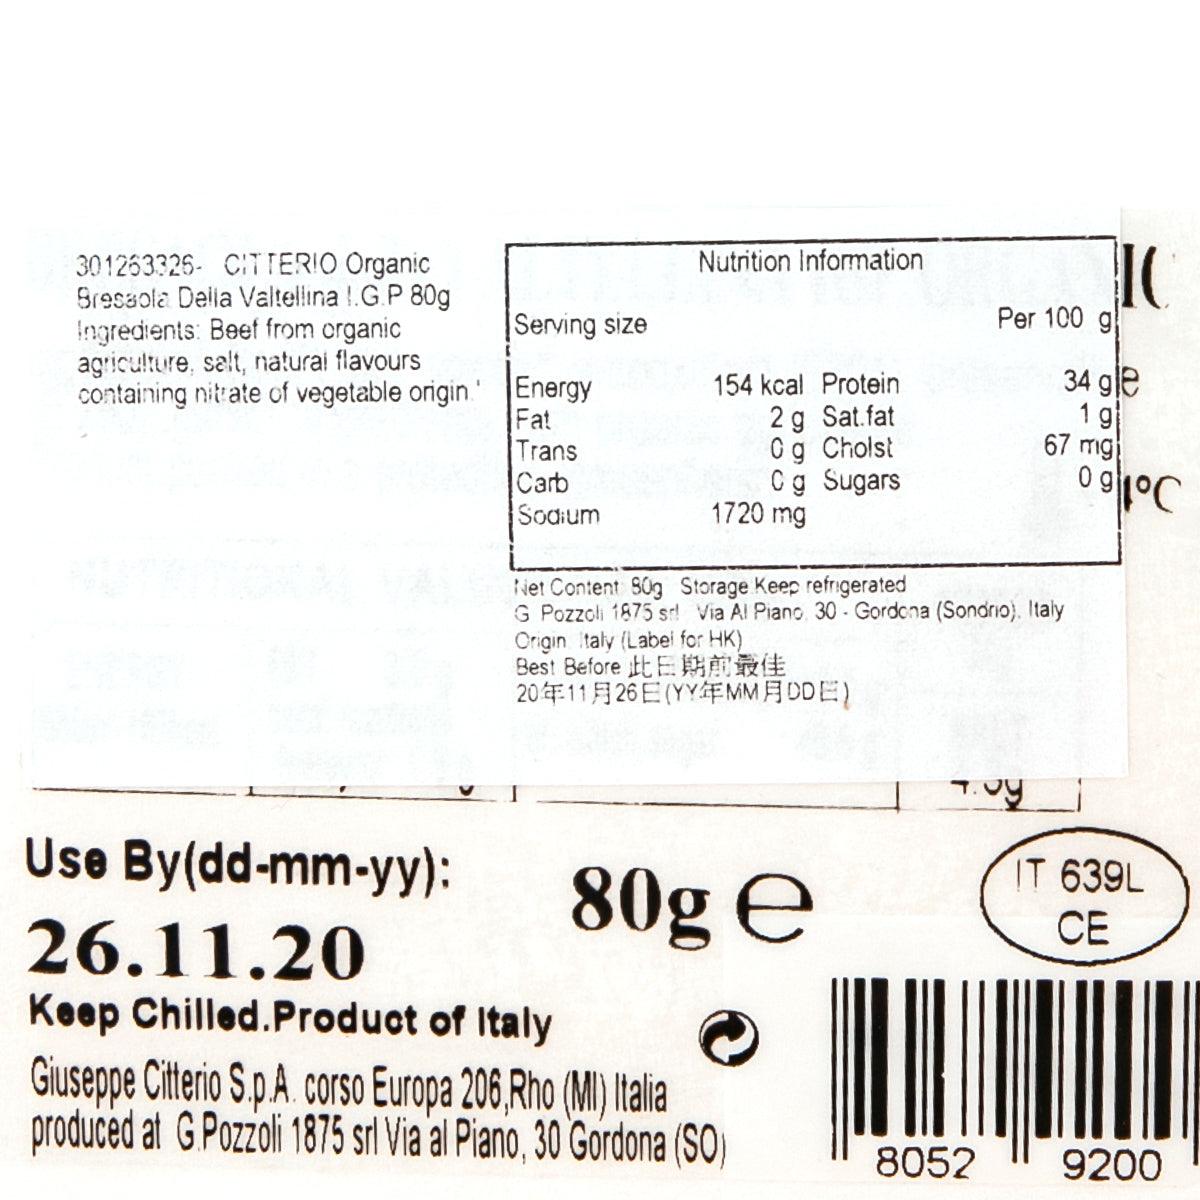 301263326- CITTERIO Organic
Bresaola Della Valtellina I.G.P 80g
Ingredients: Beef from organic
agriculture, salt, natural flavours
containing nitrate of vegetable origin.
Nutrition Information
Serving size Per 100 g
Energy 154 kcal Protein 34 g
Fat 2 g Sat.fat 1 g
Trans 0 g Cholst 67 mg
Carb 0 g Sugars 0 g
Sodium 1720 mg
Net Content 80g Storage:Keep refrigerated
G Pozzoli 1875 srl Via Al Piano, 30 - Gordona (Sondrio), Italy
Origin: Italy (Label for HK)
Best Before 此日期前最佳
20年11月26日(YY年MM月DD日)
e
4°C
Use By(dd-mm-yy):
26.11.20
Keep Chilled.Product of Italy
Giuseppe Citterio S.p.A. corso Europa 206,Rho (MI) Italia
produced at G.Pozzoli 1875 srl Via al Piano, 30 Gordona (SO)
80g e
IT 639L
CE
8052 9200